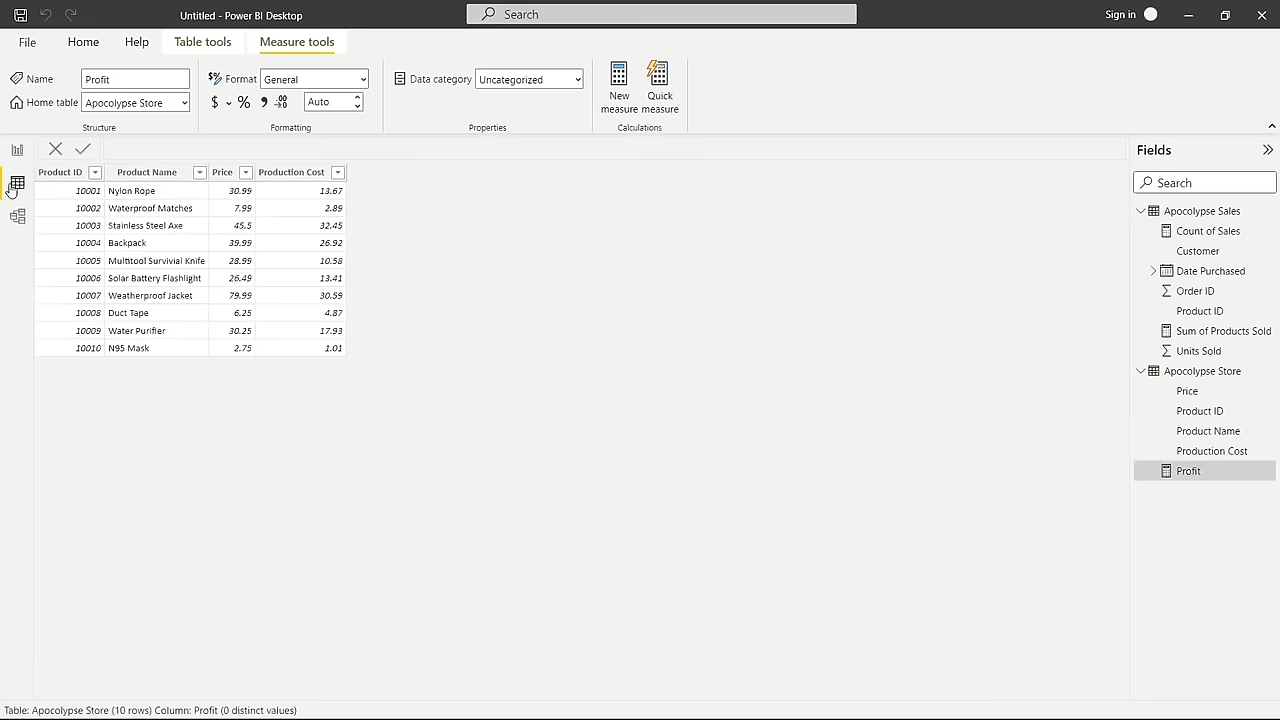 Untitled - Power BI Desktop
Search
Sign in
File Home Help Table tools Measure tools
Name Profit
Home table Apocolypse Store
Structure
Format General
$ % 9 .00 Auto
Formatting
Data category Uncategorized
Properties
New measure
Quick measure
Calculations
Product ID Product Name Price Production Cost
10001 Nylon Rope 30.99 13.67
10002 Waterproof Matches 7.99 2.89
10003 Stainless Steel Axe 45.5 32.45
10004 Backpack 39.99 26.92
10005 Multitool Survivial Knife 28.99 10.58
10006 Solar Battery Flashlight 26.49 13.41
10007 Weatherproof Jacket 79.99 30.59
10008 Duct Tape 6.25 4.87
10009 Water Purifier 30.25 17.93
10010 N95 Mask 2.75 1.01
Fields
Search
Apocolypse Sales
Count of Sales
Customer
Date Purchased
Order ID
Product ID
Sum of Products Sold
Units Sold
Apocolypse Store
Price
Product ID
Product Name
Production Cost
Profit
Table: Apocolypse Store (10 rows) Column: Profit (0 distinct values)